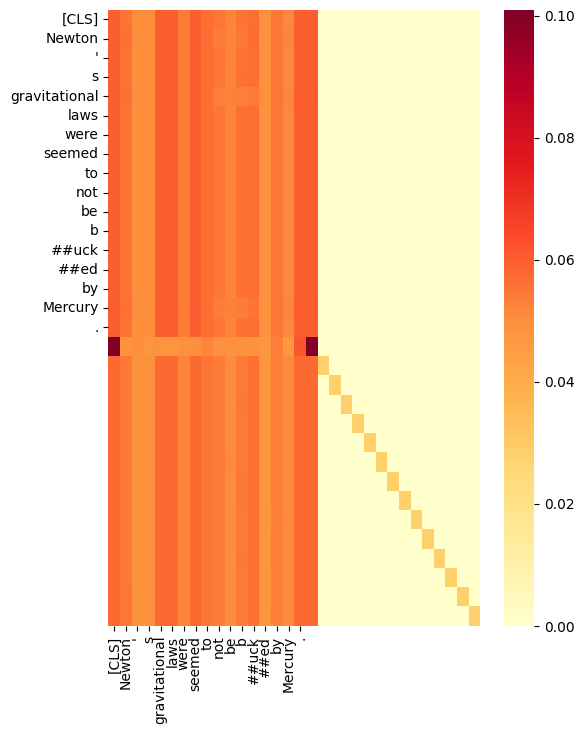 [CLS]
Newton
'
s
gravitational
laws
were
seemed
to
not
be
b
##uck
##ed
by
Mercury
.
0.10
0.08
0.06
0.04
0.02
0.00
[CLS]
Newton
'
s
gravitational
laws
were
seemed
to
not
be
b
##uck
##ed
by
Mercury
.